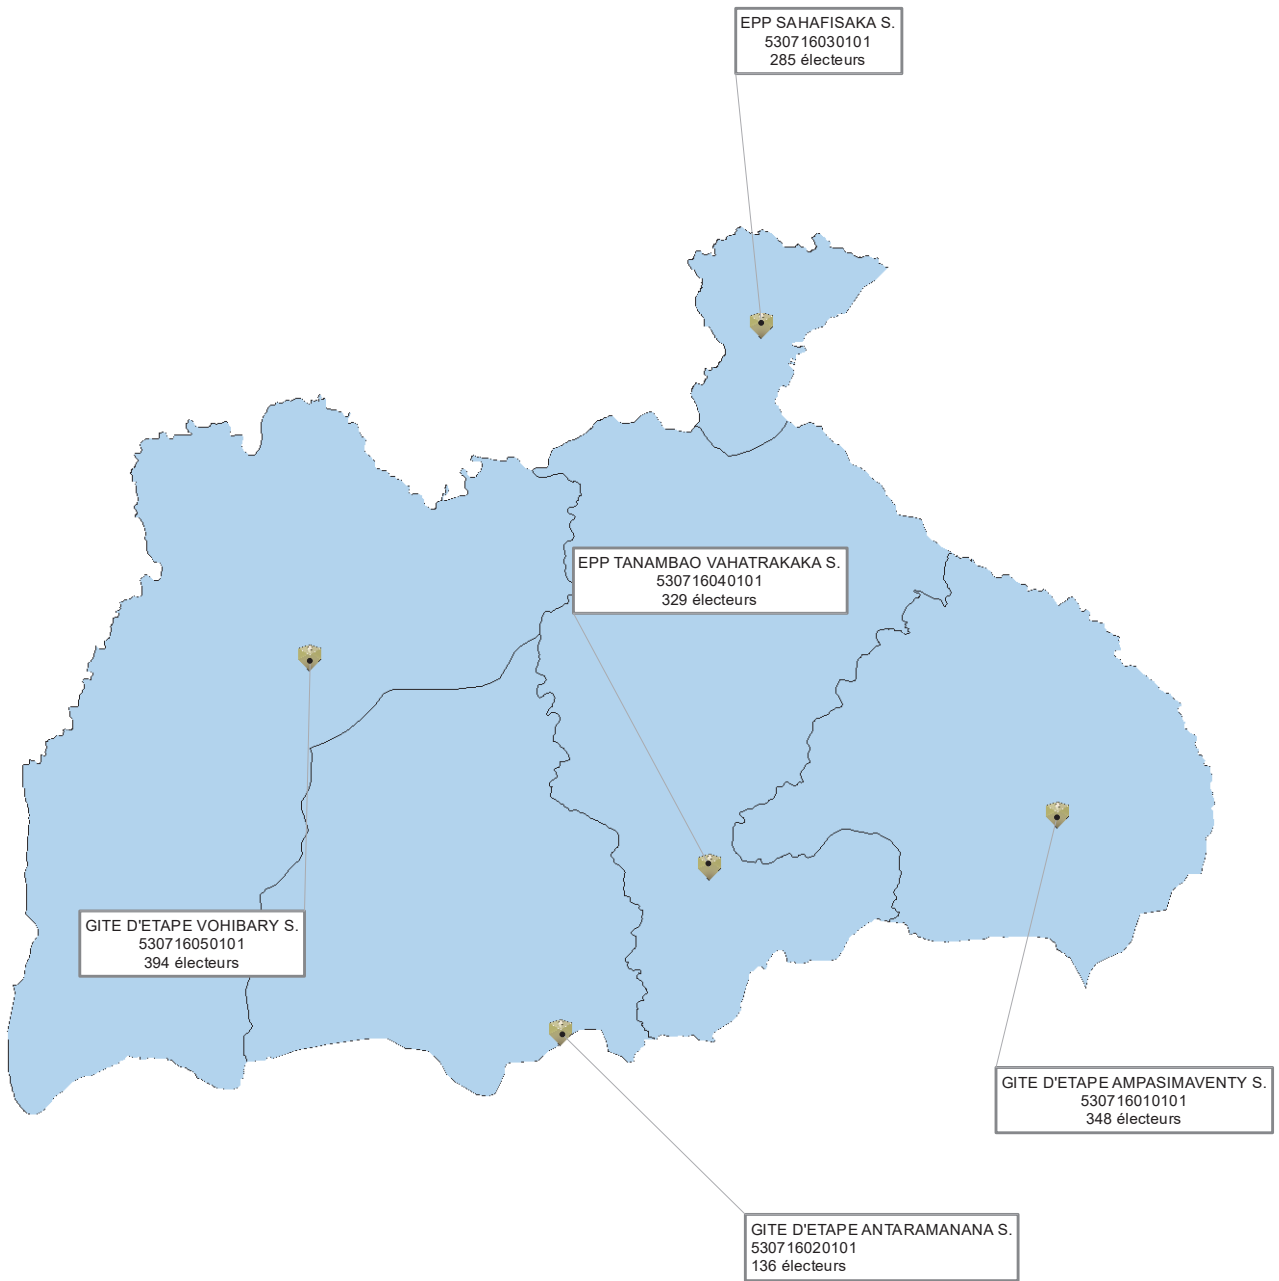 EPP SAHAFISAKA S.
530716030101
285 électeurs
EPP TANAMBAO VAHATRAKAKA S.
530716040101
329 électeurs
GITE D'ETAPE VOHIBARY S.
530716050101
394 électeurs
GITE D'ETAPE AMPASIMAVENTY S.
530716010101
348 électeurs
GITE D'ETAPE ANTARAMANANA S.
530716020101
136 électeurs